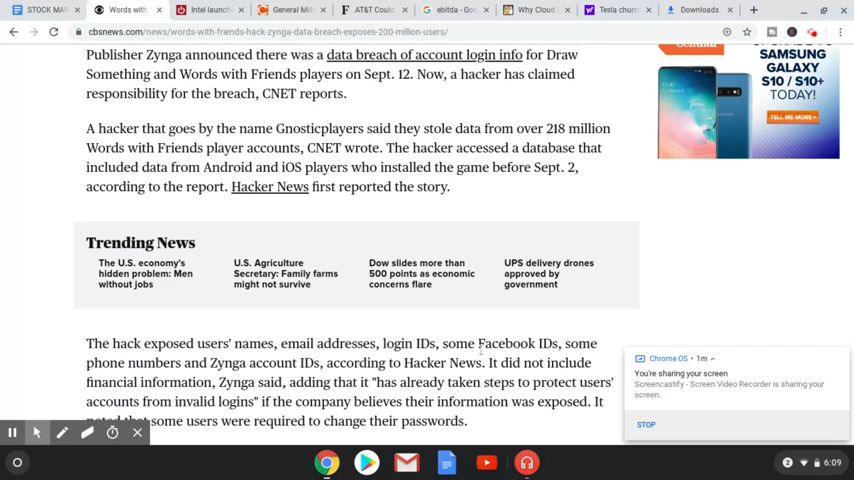 STOCK MAR
Words with
Intel launch
General Mil
AT&T Could
ebitda - Go
Why Cloud
Tesla churn
Downloads
cbsnews.com/news/words-with-friends-hack-zynga-data-breach-exposes-200-million-users/
Publisher Zynga announced there was a data breach of account login info for Draw
Something and Words with Friends players on Sept. 12. Now, a hacker has claimed
responsibility for the breach, CNET reports.
SAMSUNG
GALAXY
S10 / S10+
TODAY!
TELL ME MORE
A hacker that goes by the name Gnosticplayers said they stole data from over 218 million
Words with Friends player accounts, CNET wrote. The hacker accessed a database that
included data from Android and iOS players who installed the game before Sept. 2,
according to the report. Hacker News first reported the story.
Trending News
The U.S. economy's
hidden problem: Men
without jobs
U.S. Agriculture
Secretary: Family farms
might not survive
Dow slides more than
500 points as economic
concerns flare
UPS delivery drones
approved by
government
The hack exposed users' names, email addresses, login IDs, some Facebook IDs, some
phone numbers and Zynga account IDs, according to Hacker News. It did not include
financial information, Zynga said, adding that it "has already taken steps to protect users'
accounts from invalid logins" if the company believes their information was exposed. It
noted that some users were required to change their passwords.
Chrome OS • 1m
You're sharing your screen
Screencastify - Screen Video Recorder is sharing your
screen.
STOP
2
6:09